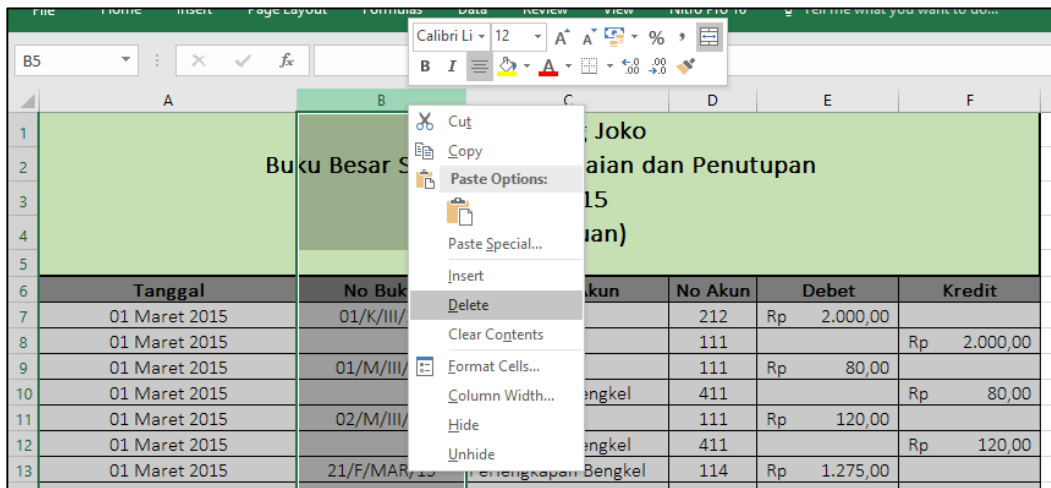 File Home Insert Page Layout Formulas Data Review View Nitro Pro 10 Tell me what you want to do...
Calibri Li 12 A A % ,
B I A .00 .00
B5 fx
A B C D E F
1 Joko
2 Buku Besar S aian dan Penutupan
3 15
4 uan)
5
6 Tanggal No Buk Akun No Akun Debet Kredit
7 01 Maret 2015 01/K/III/ 212 Rp 2.000,00
8 01 Maret 2015 111 Rp 2.000,00
9 01 Maret 2015 01/M/III/ 111 Rp 80,00
10 01 Maret 2015 engkel 411 Rp 80,00
11 01 Maret 2015 02/M/III/ 111 Rp 120,00
12 01 Maret 2015 engkel 411 Rp 120,00
13 01 Maret 2015 21/F/MAR/15 Perlengkapan Bengkel 114 Rp 1.275,00
Cut
Copy
Paste Options:
Paste Special...
Insert
Delete
Clear Contents
Format Cells...
Column Width...
Hide
Unhide